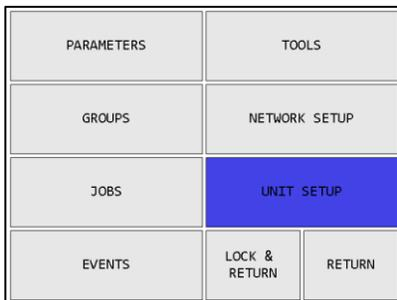 PARAMETERS
TOOLS
GROUPS
NETWORK SETUP
JOBS
UNIT SETUP
EVENTS
LOCK &
RETURN
RETURN